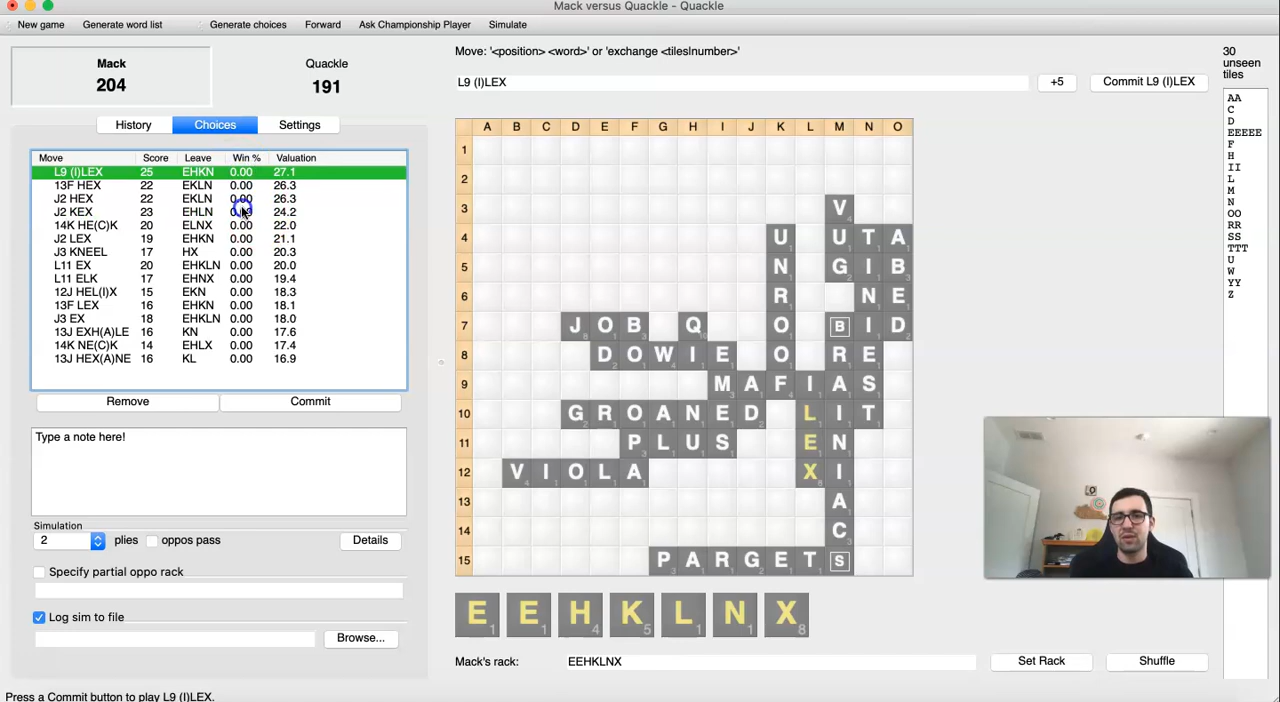 Mack versus Quackle - Quackle
New game Generate word list Generate choices Forward Ask Championship Player Simulate
Mack
204
Quackle
191
History Choices Settings
Move Score Leave Win % Valuation
L9 (I)LEX 25 EHKN 0.00 27.1
13F HEX 22 EKLN 0.00 26.3
J2 HEX 22 EKLN 0.00 26.3
J2 KEX 23 EHLN 0.00 24.2
14K HE(C)K 20 ELNX 0.00 22.0
J2 LEX 19 EHKN 0.00 21.1
J3 KNEEL 17 HX 0.00 20.3
L11 EX 20 EHKLN 0.00 20.0
L11 ELK 17 EHNX 0.00 19.4
12J HEL(I)X 15 EKN 0.00 18.3
13F LEX 16 EHKN 0.00 18.1
J3 EX 18 EHKLN 0.00 18.0
13J EXH(A)LE 16 KN 0.00 17.6
14K NE(C)K 14 EHLX 0.00 17.4
13J HEX(A)NE 16 KL 0.00 16.9
Remove Commit
Type a note here!
Simulation
2 plies oppos pass Details
Specify partial oppo rack
Log sim to file
Browse...
Press a Commit button to play L9 (I)LEX.
Move: '<position> <word>' or 'exchange <tiles|number>'
L9 (I)LEX +5 Commit L9 (I)LEX
A B C D E F G H I J K L M N O
1
2
3 V
4 U U T A
5 N G I B
6 R N E
7 J O B Q O B I D
8 D O W I E O R E
9 M A F I A S
10 G R O A N E D L I T
11 P L U S E N
12 V I O L A X I
13 A
14 C
15 P A R G E T S
E E H K L N X
Mack's rack: EEHKLNX Set Rack Shuffle
30
unseen
tiles
AA
C
D
EEEEE
F
H
II
L
M
N
OO
RR
SS
TTT
U
W
YY
Z